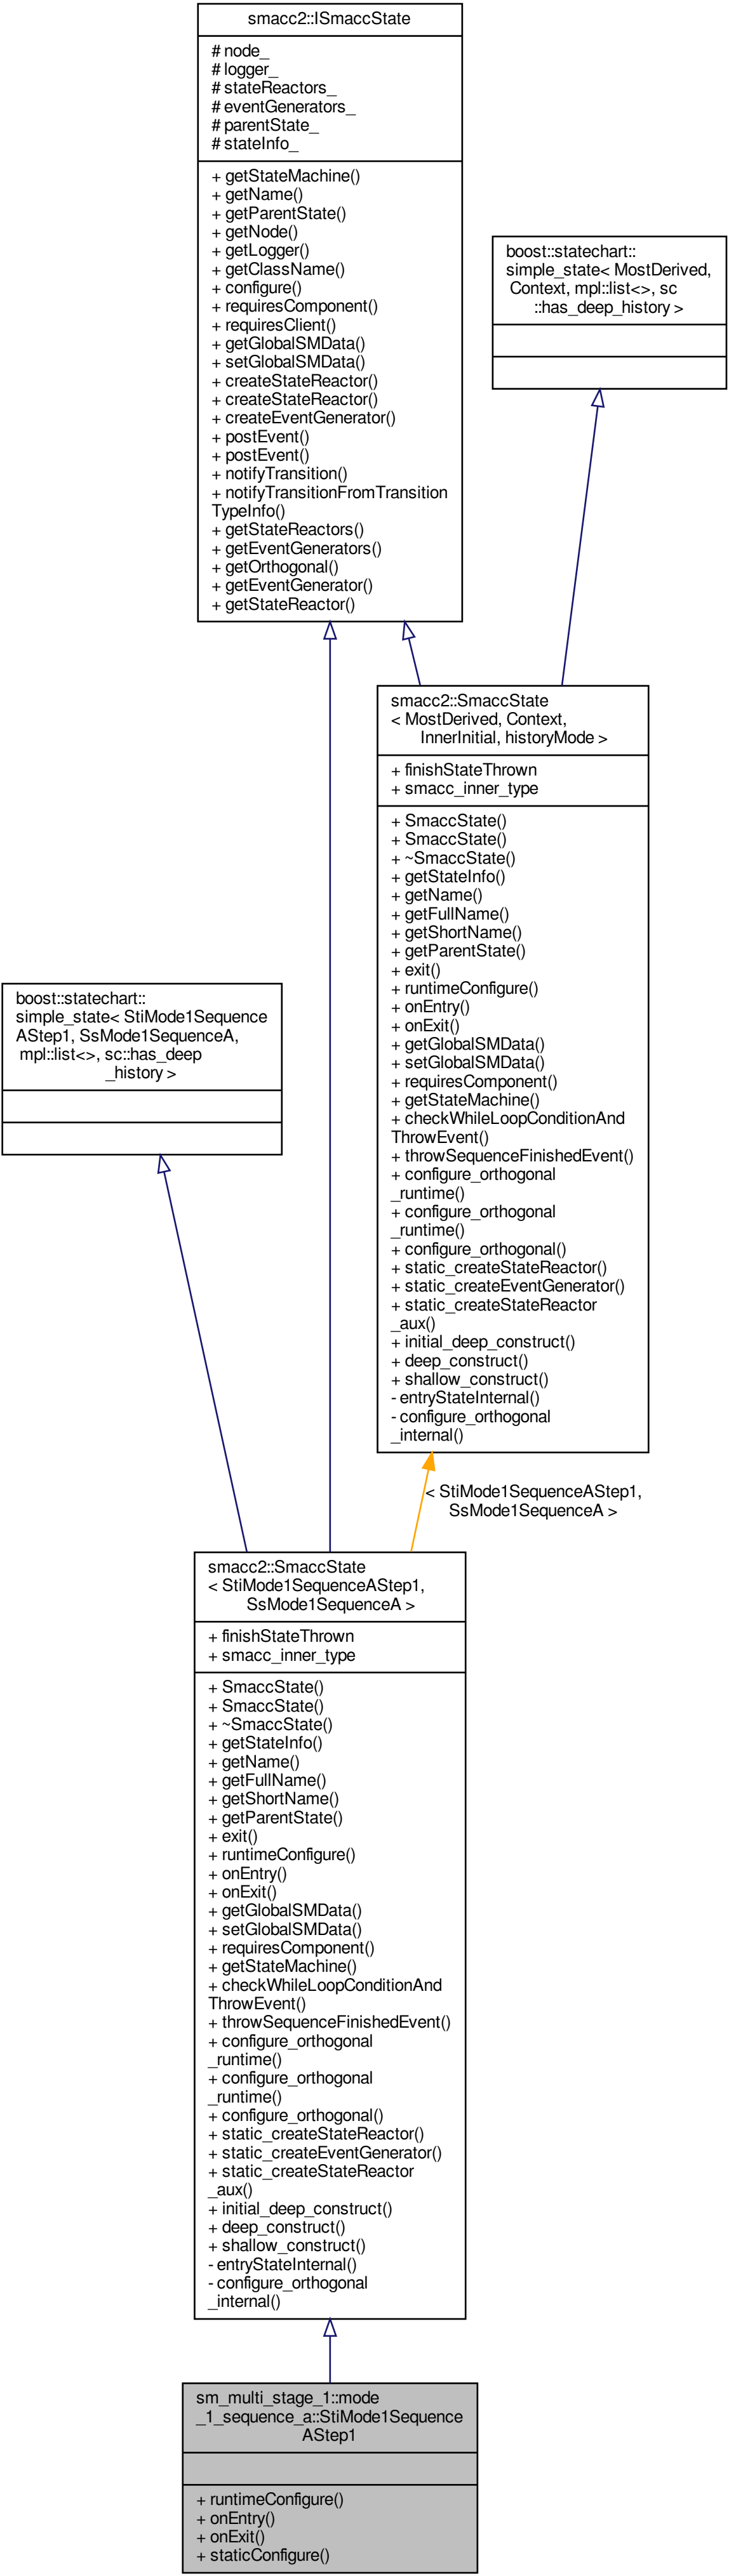 smacc2::ISmaccState
# node_
# logger_
# stateReactors_
# eventGenerators_
# parentState_
# stateInfo_
+ getStateMachine()
+ getName()
+ getParentState()
+ getNode()
+ getLogger()
+ getClassName()
+ configure()
+ requiresComponent()
+ requiresClient()
+ getGlobalSMData()
+ setGlobalSMData()
+ createStateReactor()
+ createStateReactor()
+ createEventGenerator()
+ postEvent()
+ postEvent()
+ notifyTransition()
+ notifyTransitionFromTransition
TypeInfo()
+ getStateReactors()
+ getEventGenerators()
+ getOrthogonal()
+ getEventGenerator()
+ getStateReactor()
boost::statechart::
simple_state< MostDerived,
Context, mpl::list<>, sc
::has_deep_history >
smacc2::SmaccState
< MostDerived, Context,
InnerInitial, historyMode >
+ finishStateThrown
+ smacc_inner_type
+ SmaccState()
+ SmaccState()
+ ~SmaccState()
+ getStateInfo()
+ getName()
+ getFullName()
+ getShortName()
+ getParentState()
+ exit()
+ runtimeConfigure()
+ onEntry()
+ onExit()
+ getGlobalSMData()
+ setGlobalSMData()
+ requiresComponent()
+ getStateMachine()
+ checkWhileLoopConditionAnd
ThrowEvent()
+ throwSequenceFinishedEvent()
+ configure_orthogonal
_runtime()
+ configure_orthogonal
_runtime()
+ configure_orthogonal()
+ static_createStateReactor()
+ static_createEventGenerator()
+ static_createStateReactor
_aux()
+ initial_deep_construct()
+ deep_construct()
+ shallow_construct()
- entryStateInternal()
- configure_orthogonal
_internal()
boost::statechart::
simple_state< StiMode1Sequence
AStep1, SsMode1SequenceA,
mpl::list<>, sc::has_deep
_history >
< StiMode1SequenceAStep1,
SsMode1SequenceA >
smacc2::SmaccState
< StiMode1SequenceAStep1,
SsMode1SequenceA >
+ finishStateThrown
+ smacc_inner_type
+ SmaccState()
+ SmaccState()
+ ~SmaccState()
+ getStateInfo()
+ getName()
+ getFullName()
+ getShortName()
+ getParentState()
+ exit()
+ runtimeConfigure()
+ onEntry()
+ onExit()
+ getGlobalSMData()
+ setGlobalSMData()
+ requiresComponent()
+ getStateMachine()
+ checkWhileLoopConditionAnd
ThrowEvent()
+ throwSequenceFinishedEvent()
+ configure_orthogonal
_runtime()
+ configure_orthogonal
_runtime()
+ configure_orthogonal()
+ static_createStateReactor()
+ static_createEventGenerator()
+ static_createStateReactor
_aux()
+ initial_deep_construct()
+ deep_construct()
+ shallow_construct()
- entryStateInternal()
- configure_orthogonal
_internal()
sm_multi_stage_1::mode
_1_sequence_a::StiMode1Sequence
AStep1
+ runtimeConfigure()
+ onEntry()
+ onExit()
+ staticConfigure()